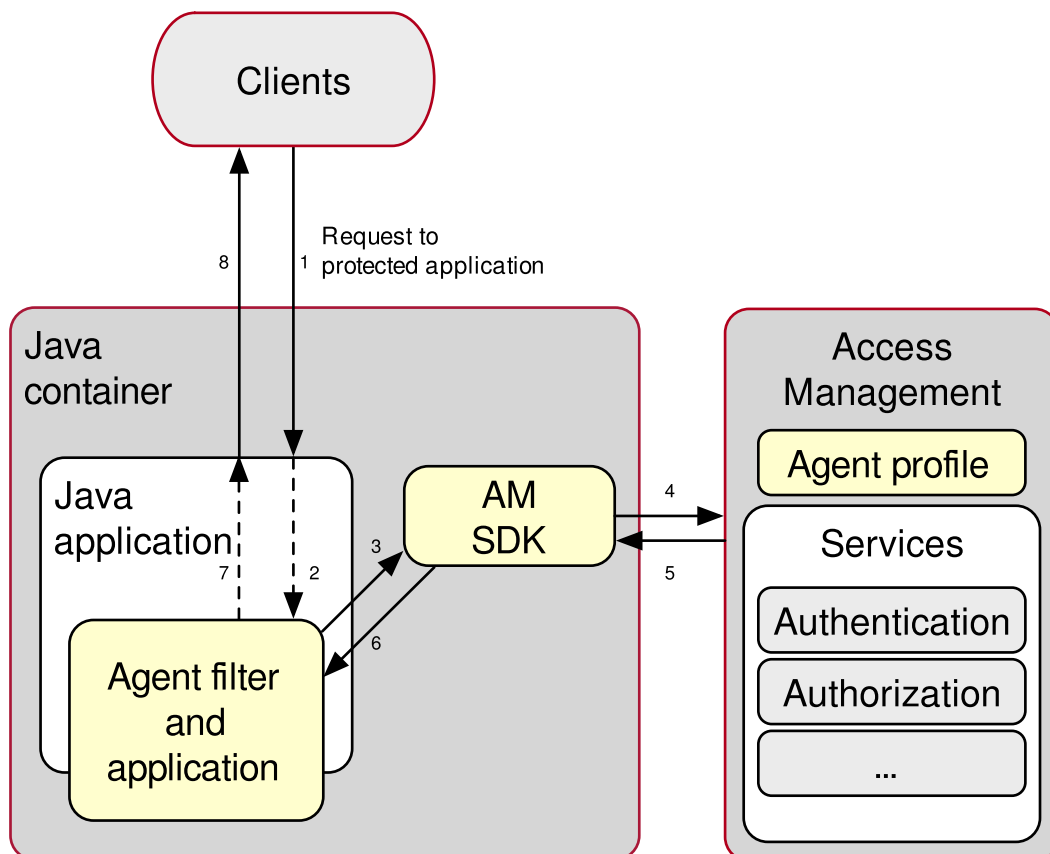 Clients
8
1
Request to
protected application
Java
container
Java
application
7
2
Agent filter
and
application
3
6
AM
SDK
4
5
Access
Management
Agent profile
Services
Authentication
Authorization
...